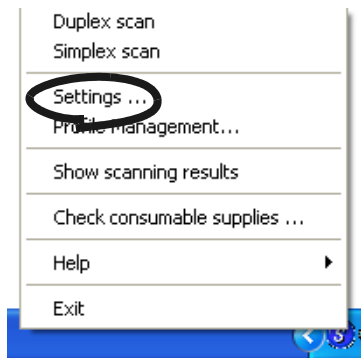 Duplex scan
Simplex scan
Settings ...
Profile Management...
Show scanning results
Check consumable supplies ...
Help
Exit
S